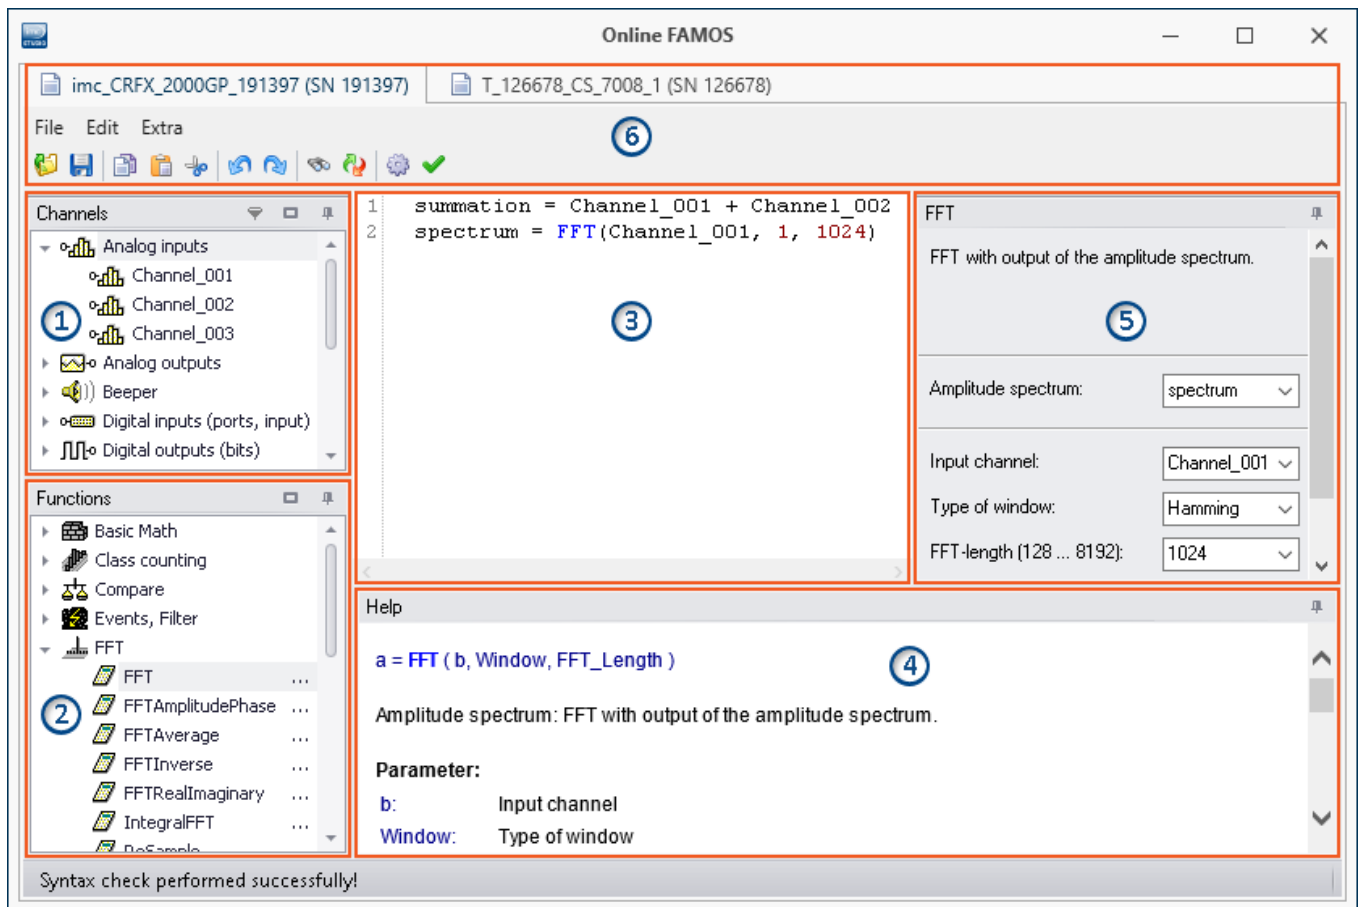 Online FAMOS
imc_CRFX_2000GP_191397 (SN 191397)
T_126678_CS_7008_1 (SN 126678)
File Edit Extra
6
Channels
Analog inputs
Channel_001
Channel_002
Channel_003
1
Analog outputs
Beeper
Digital inputs (ports, input)
Digital outputs (bits)
Functions
Basic Math
Class counting
Compare
Events, Filter
FFT
FFT ...
FFTAmplitudePhase ...
2
FFTAverage ...
FFTInverse ...
FFTRealImaginary ...
IntegralFFT ...
1 summation = Channel_001 + Channel_002
2 spectrum = FFT(Channel_001, 1, 1024)
3
FFT
FFT with output of the amplitude spectrum.
5
Amplitude spectrum: spectrum
Input channel: Channel_001
Type of window: Hamming
FFT-length (128 ... 8192): 1024
Help
a = FFT ( b, Window, FFT_Length )
4
Amplitude spectrum: FFT with output of the amplitude spectrum.
Parameter:
b: Input channel
Window: Type of window
Syntax check performed successfully!